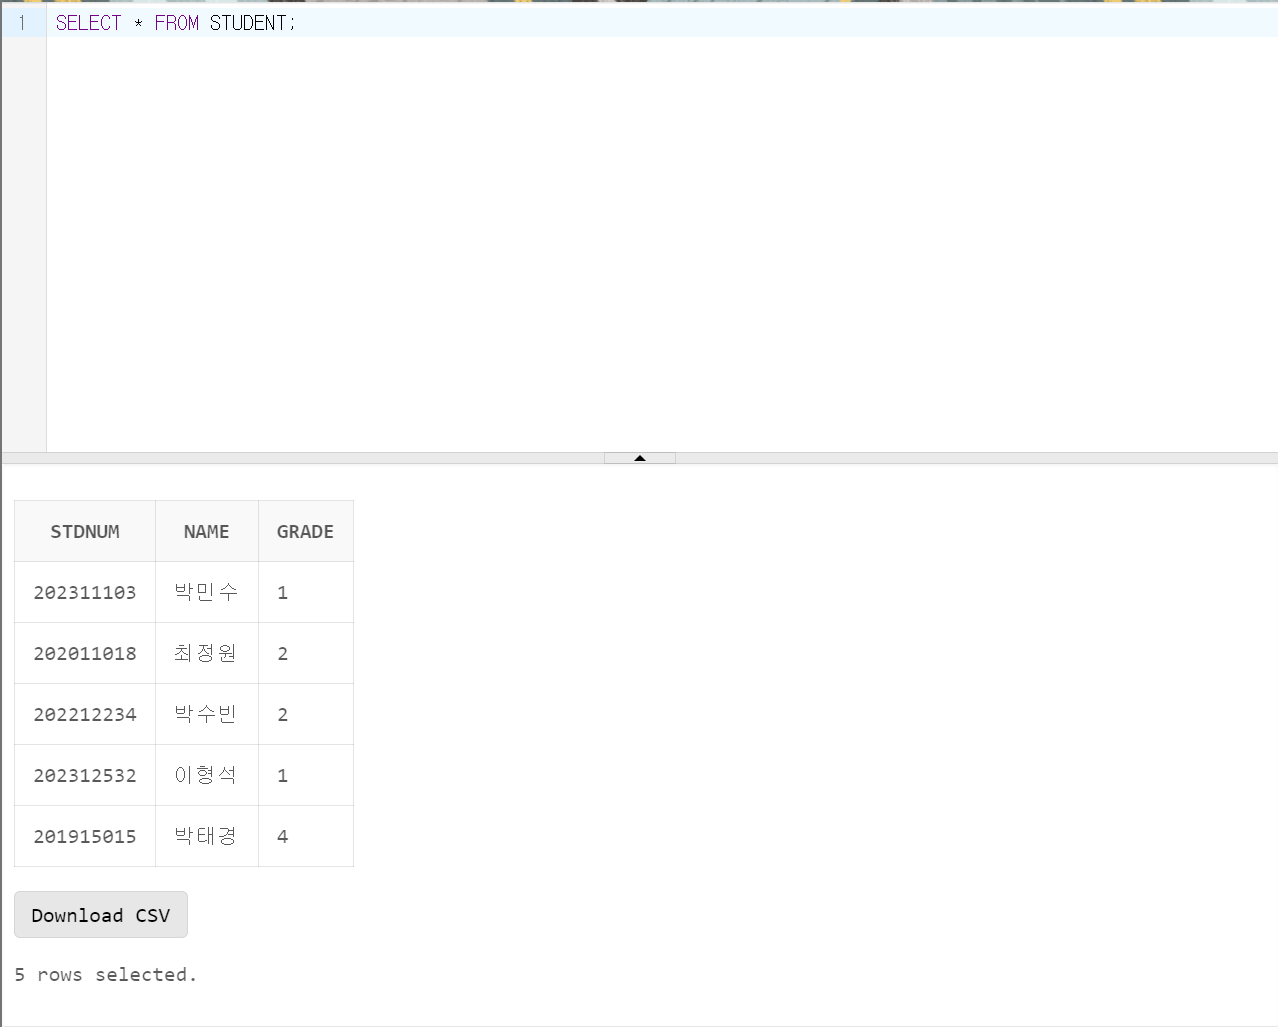 1 SELECT * FROM STUDENT;
STDNUM NAME GRADE
202311103 박민수 1
202011018 최정원 2
202212234 박수빈 2
202312532 이형석 1
201915015 박태경 4
Download CSV
5 rows selected.